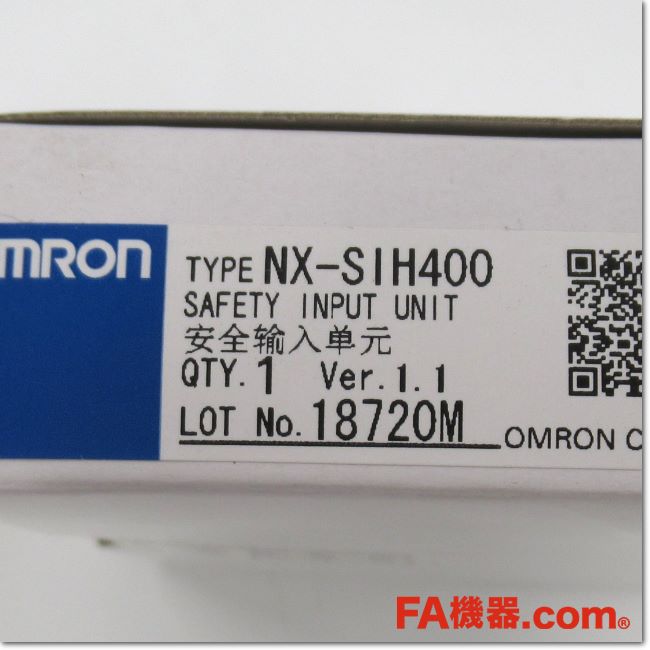 OMRON
TYPE NX-SIH400
SAFETY INPUT UNIT
安全输入单元
QTY. 1 Ver. 1.1
LOT No. 18720M
OMRON C
FA機器.com®